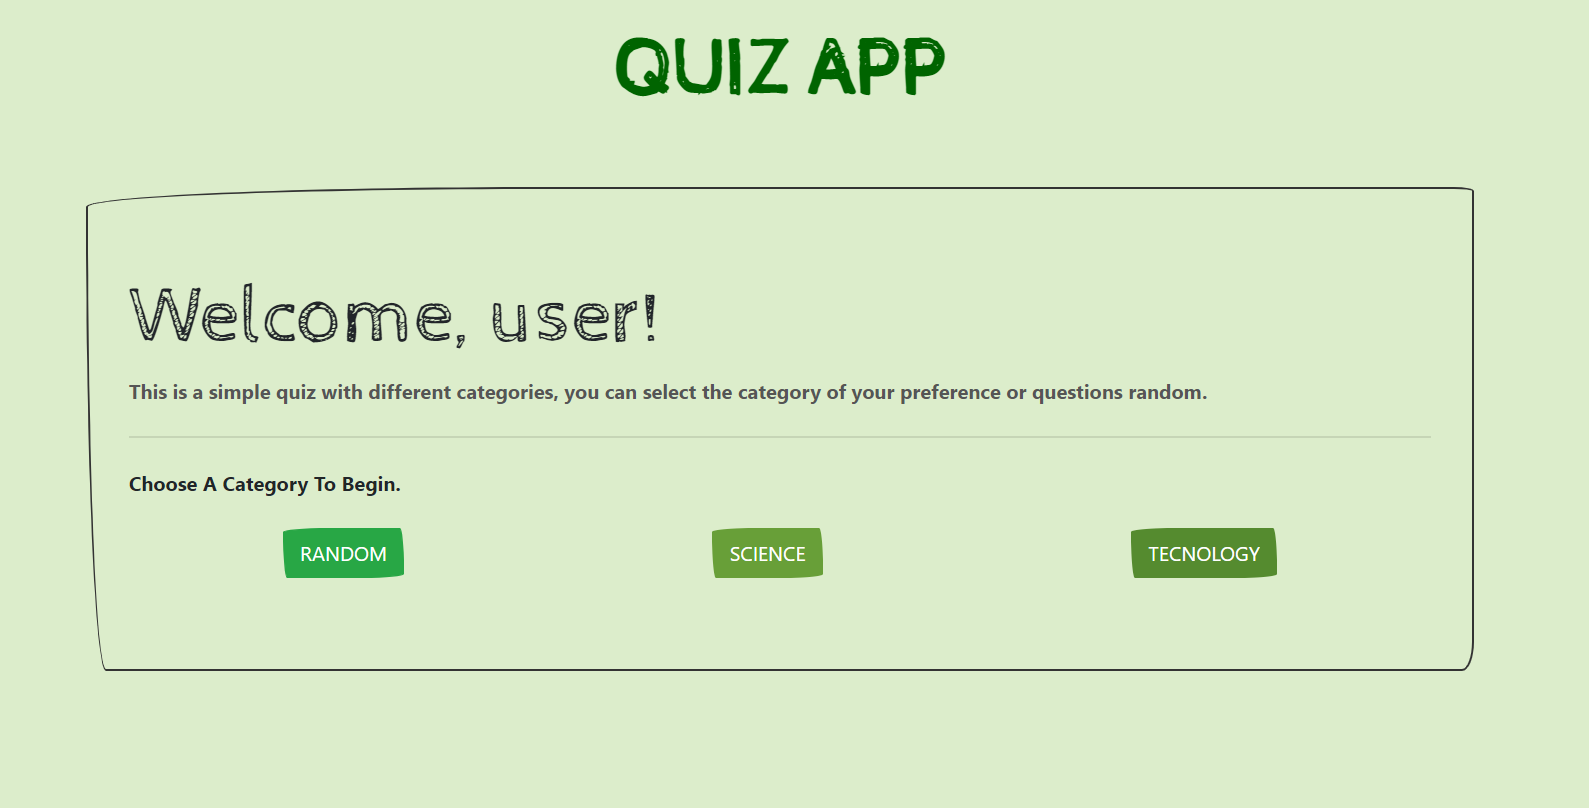 QUIZ APP
Welcome, user!
This is a simple quiz with different categories, you can select the category of your preference or questions random.
Choose A Category To Begin.
RANDOM SCIENCE TECNOLOGY